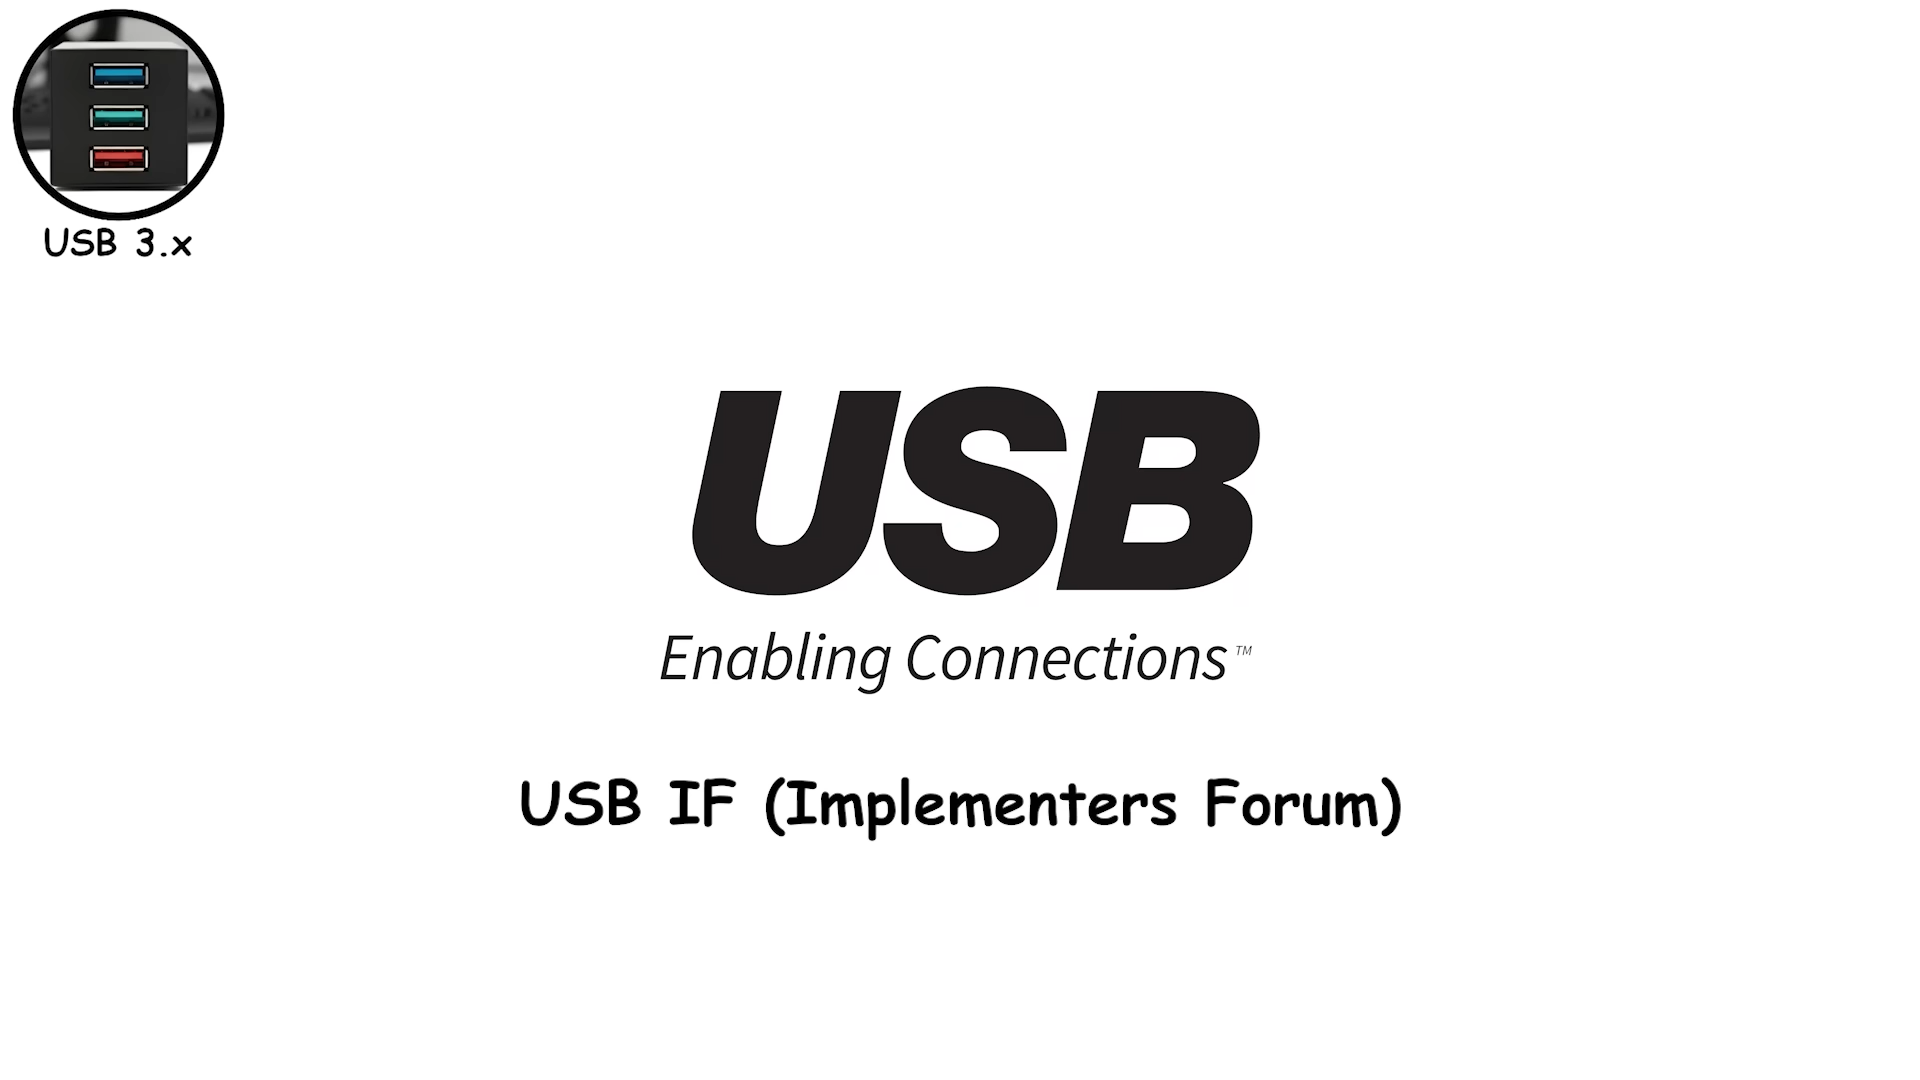 USB 3.x
USB
Enabling Connections™
USB IF (Implementers Forum)